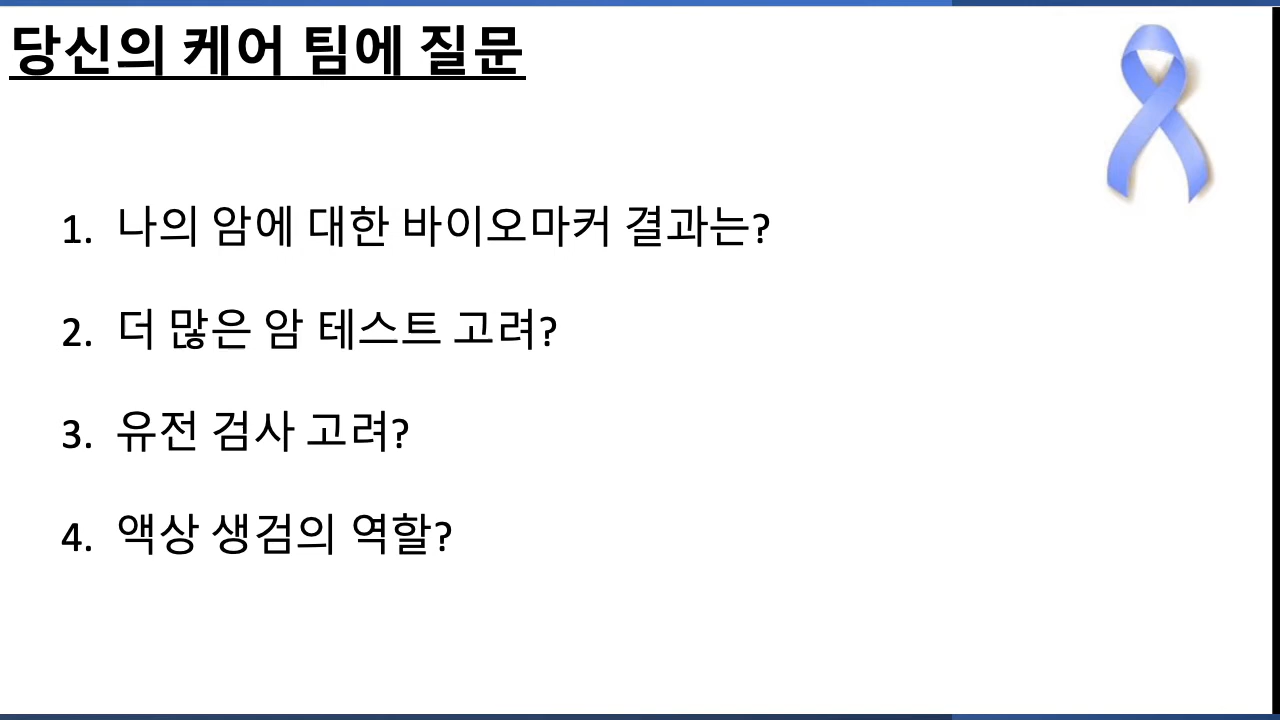 당신의 케어 팀에 질문
1. 나의 암에 대한 바이오마커 결과는?
2. 더 많은 암 테스트 고려?
3. 유전 검사 고려?
4. 액상 생검의 역할?